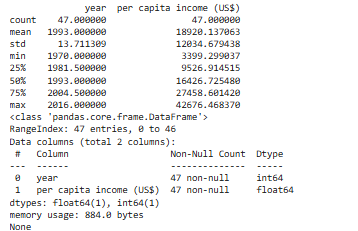 year  per capita income (US$)
count    47.000000                 47.000000
mean   1993.000000              18920.137063
std      13.711309              12034.679438
min    1970.000000               3399.299037
25%    1981.500000               9526.914515
50%    1993.000000              16426.725480
75%    2004.500000              27458.601420
max    2016.000000              42676.468370
<class 'pandas.core.frame.DataFrame'>
RangeIndex: 47 entries, 0 to 46
Data columns (total 2 columns):
 #   Column                   Non-Null Count  Dtype
---  ------                   --------------  -----
 0   year                     47 non-null     int64
 1   per capita income (US$)  47 non-null     float64
dtypes: float64(1), int64(1)
memory usage: 884.0 bytes
None